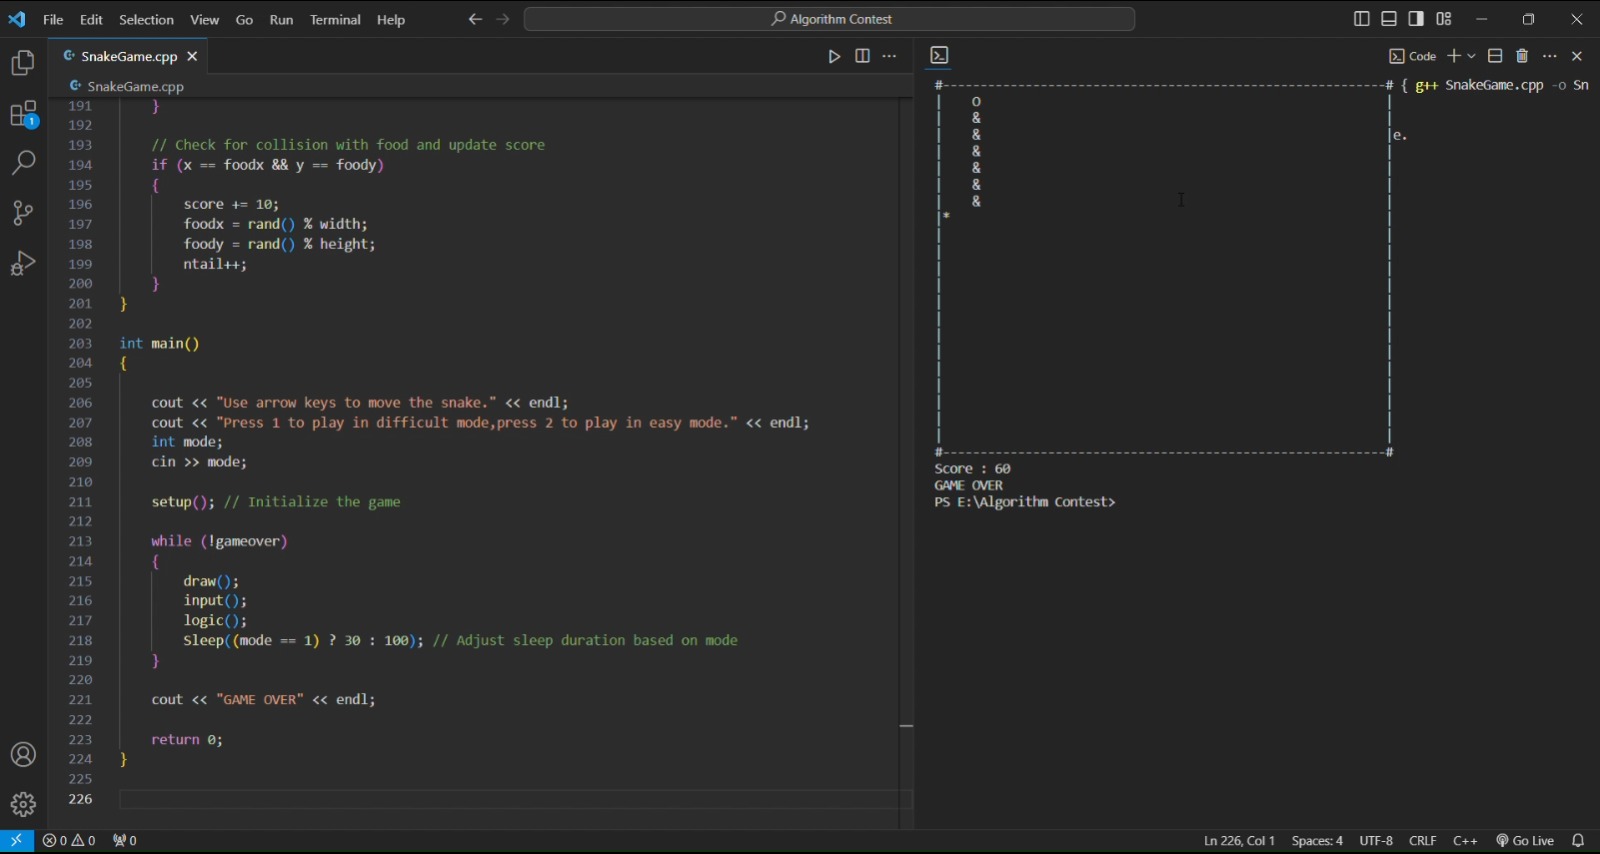 File Edit Selection View Go Run Terminal Help
Algorithm Contest
SnakeGame.cpp
SnakeGame.cpp
191 }
192
193 // Check for collision with food and update score
194 if (x == foodx && y == foody)
195 {
196 score += 10;
197 foodx = rand() % width;
198 foody = rand() % height;
199 ntail++;
200 }
201 }
202
203 int main()
204 {
205
206 cout << "Use arrow keys to move the snake." << endl;
207 cout << "Press 1 to play in difficult mode,press 2 to play in easy mode." << endl;
208 int mode;
209 cin >> mode;
210
211 setup(); // Initialize the game
212
213 while (!gameover)
214 {
215 draw();
216 input();
217 logic();
218 Sleep((mode == 1) ? 30 : 100); // Adjust sleep duration based on mode
219 }
220
221 cout << "GAME OVER" << endl;
222
223 return 0;
224 }
225
226
Code
#-------------------------------------------------------# { g++ SnakeGame.cpp -o Sn
| O |
| & |
| & |e.
| & |
| & |
| & |
| & |
|* |
| |
| |
| |
| |
| |
| |
| |
| |
| |
| |
| |
| |
| |
#-------------------------------------------------------#
Score : 60
GAME OVER
PS E:\Algorithm Contest>
1
0 0 0
Ln 226, Col 1 Spaces: 4 UTF-8 CRLF C++ Go Live